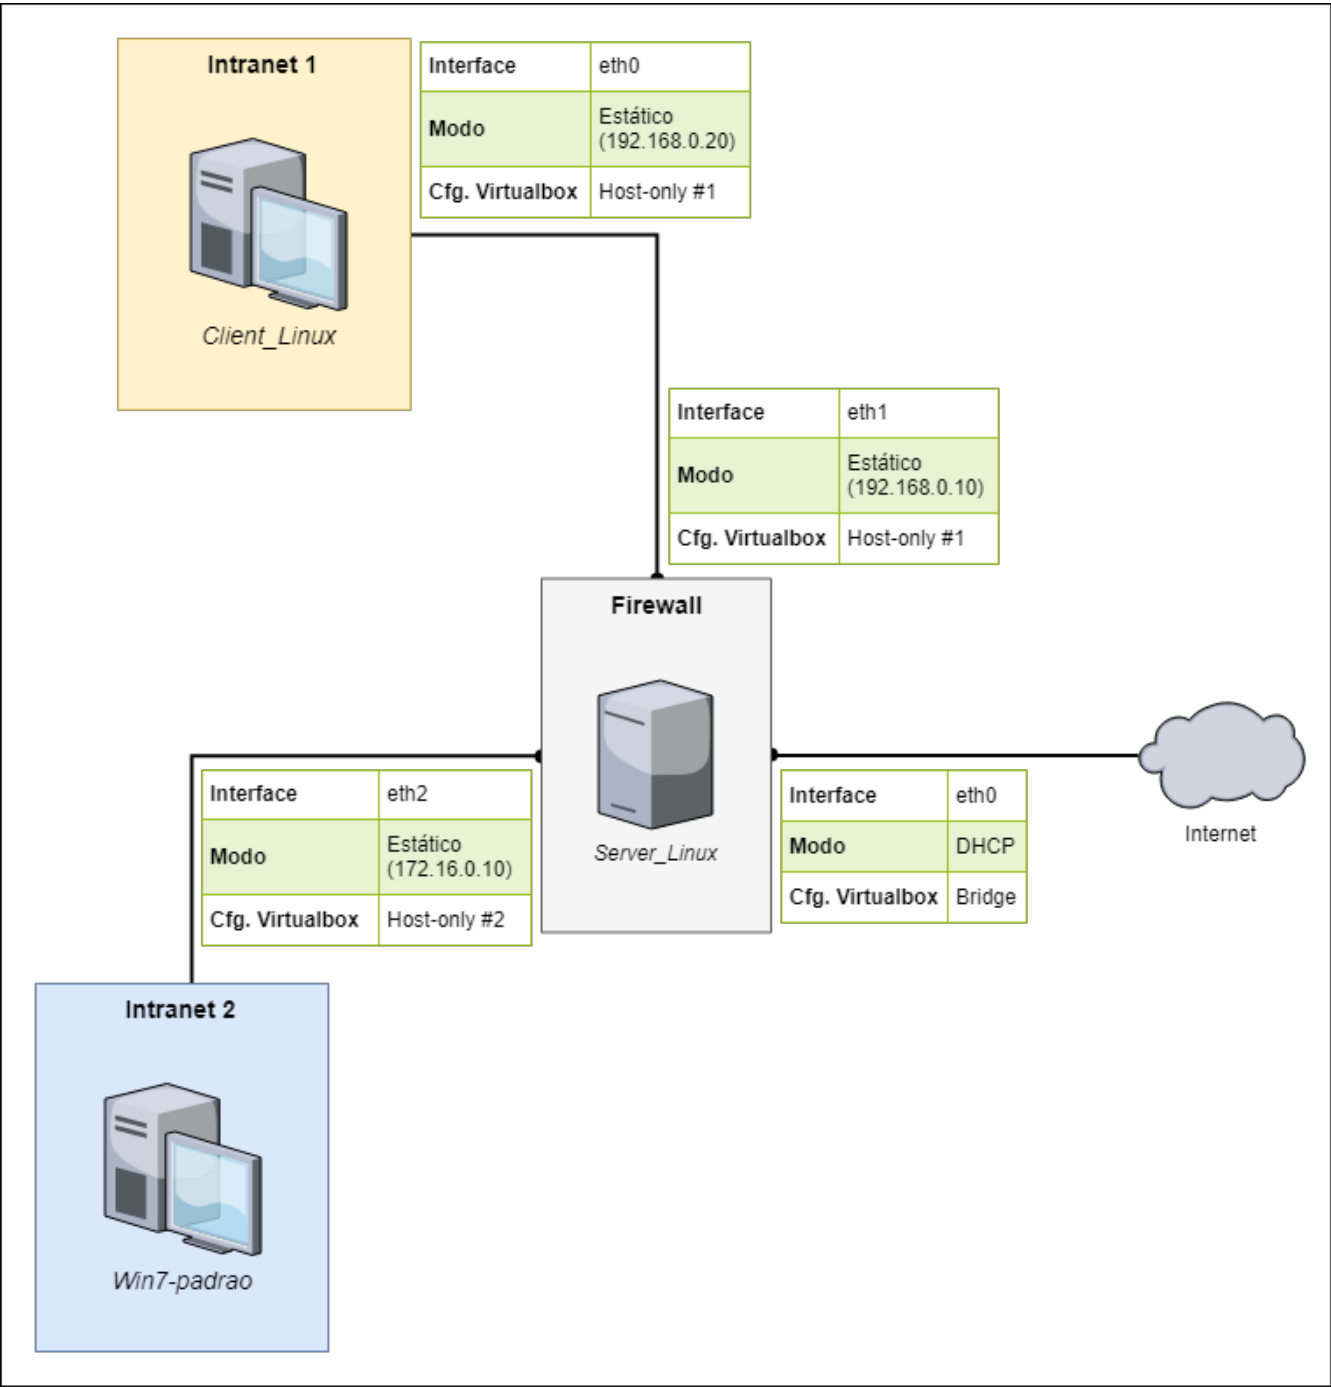 Intranet 1
Client_Linux
Interface eth0
Modo Estático
(192.168.0.20)
Cfg. Virtualbox Host-only #1
Interface eth1
Modo Estático
(192.168.0.10)
Cfg. Virtualbox Host-only #1
Firewall
Server_Linux
Interface eth2
Modo Estático
(172.16.0.10)
Cfg. Virtualbox Host-only #2
Interface eth0
Modo DHCP
Cfg. Virtualbox Bridge
Internet
Intranet 2
Win7-padrao